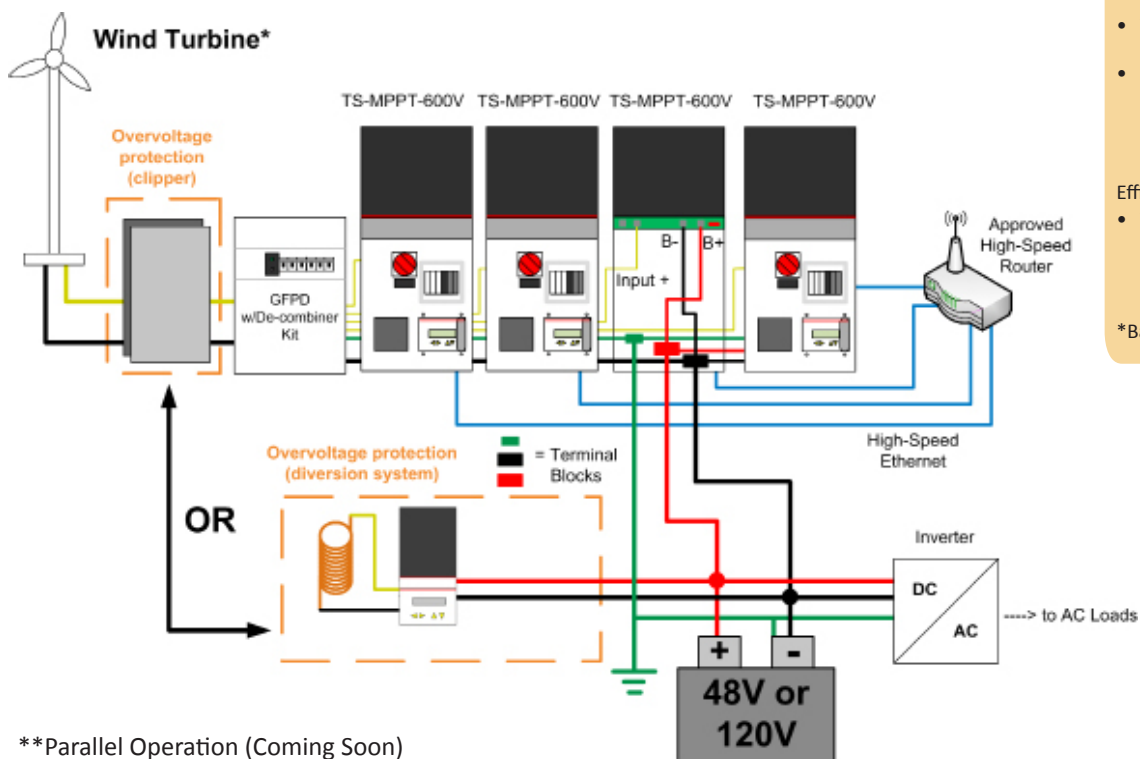 Wind Turbine*
TS-MPPT-600V TS-MPPT-600V TS-MPPT-600V TS-MPPT-600V
Overvoltage
protection
(clipper)
GFPD
w/De-combiner
Kit
B- B+
Input +
Approved
High-Speed
Router
High-Speed
Ethernet
Overvoltage protection
(diversion system)
= Terminal
Blocks
OR
Inverter
DC
AC
----> to AC Loads
+ -
48V or
120V
**Parallel Operation (Coming Soon)
•
•
Eff
•
*B